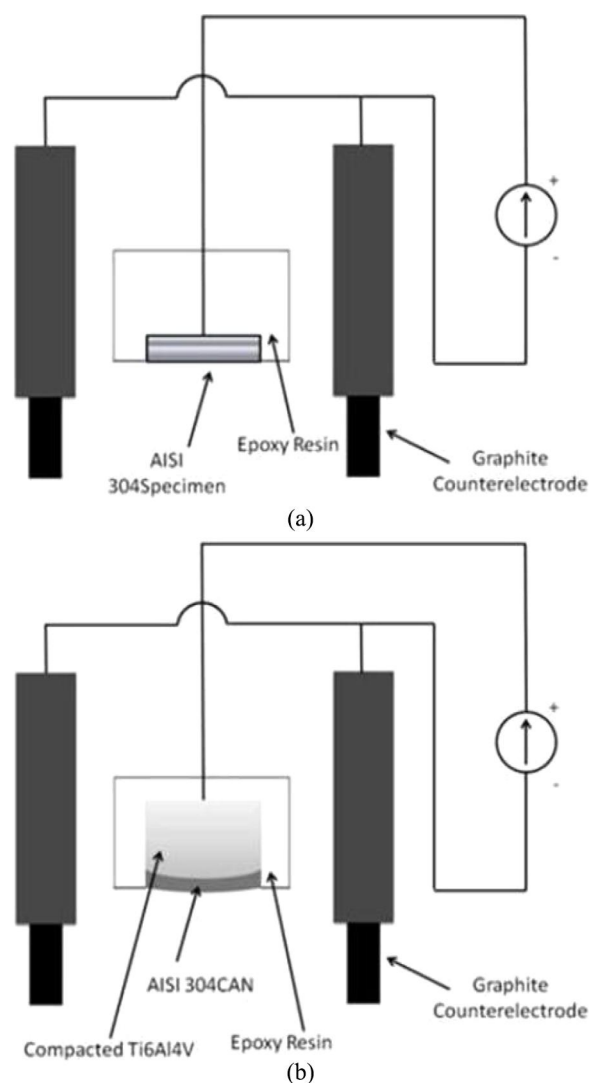 +
-
Epoxy Resin
AISI
304Specimen
Graphite
Counterelectrode
(a)
+
-
AISI 304CAN
Graphite
Counterelectrode
Compacted Ti6Al4V
Epoxy Resin
(b)